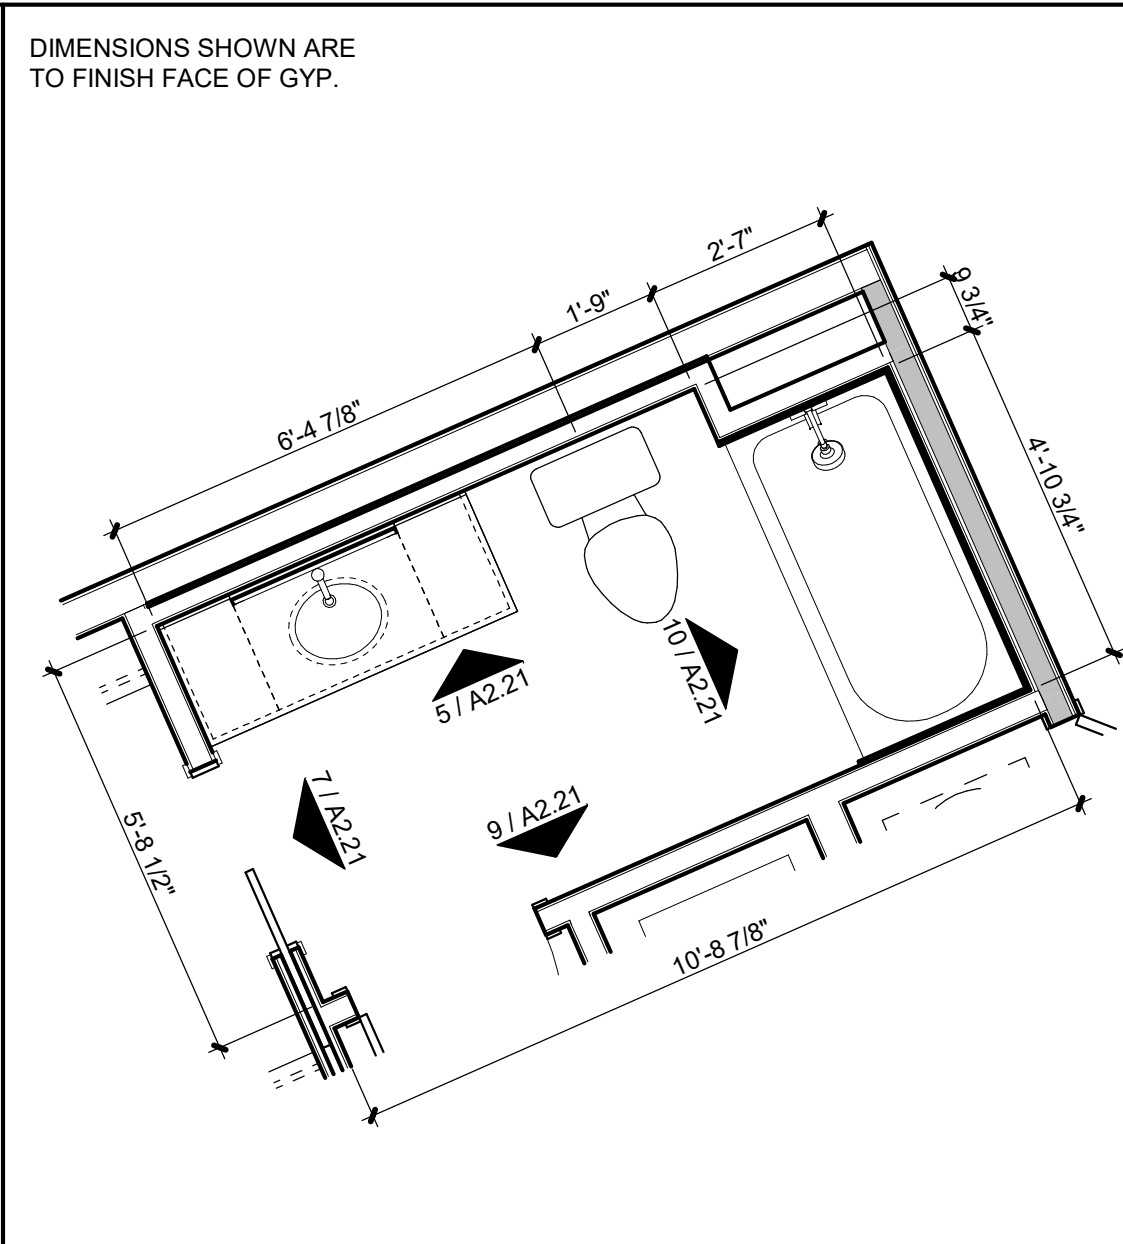 DIMENSIONS SHOWN ARE
TO FINISH FACE OF GYP.
2'-7"
1'-9"
9 3/4"
6'-4 7/8"
4'-10 3/4"
10 / A2.21
5 / A2.21
7 / A2.21
9 / A2.21
5'-8 1/2"
10'-8 7/8"